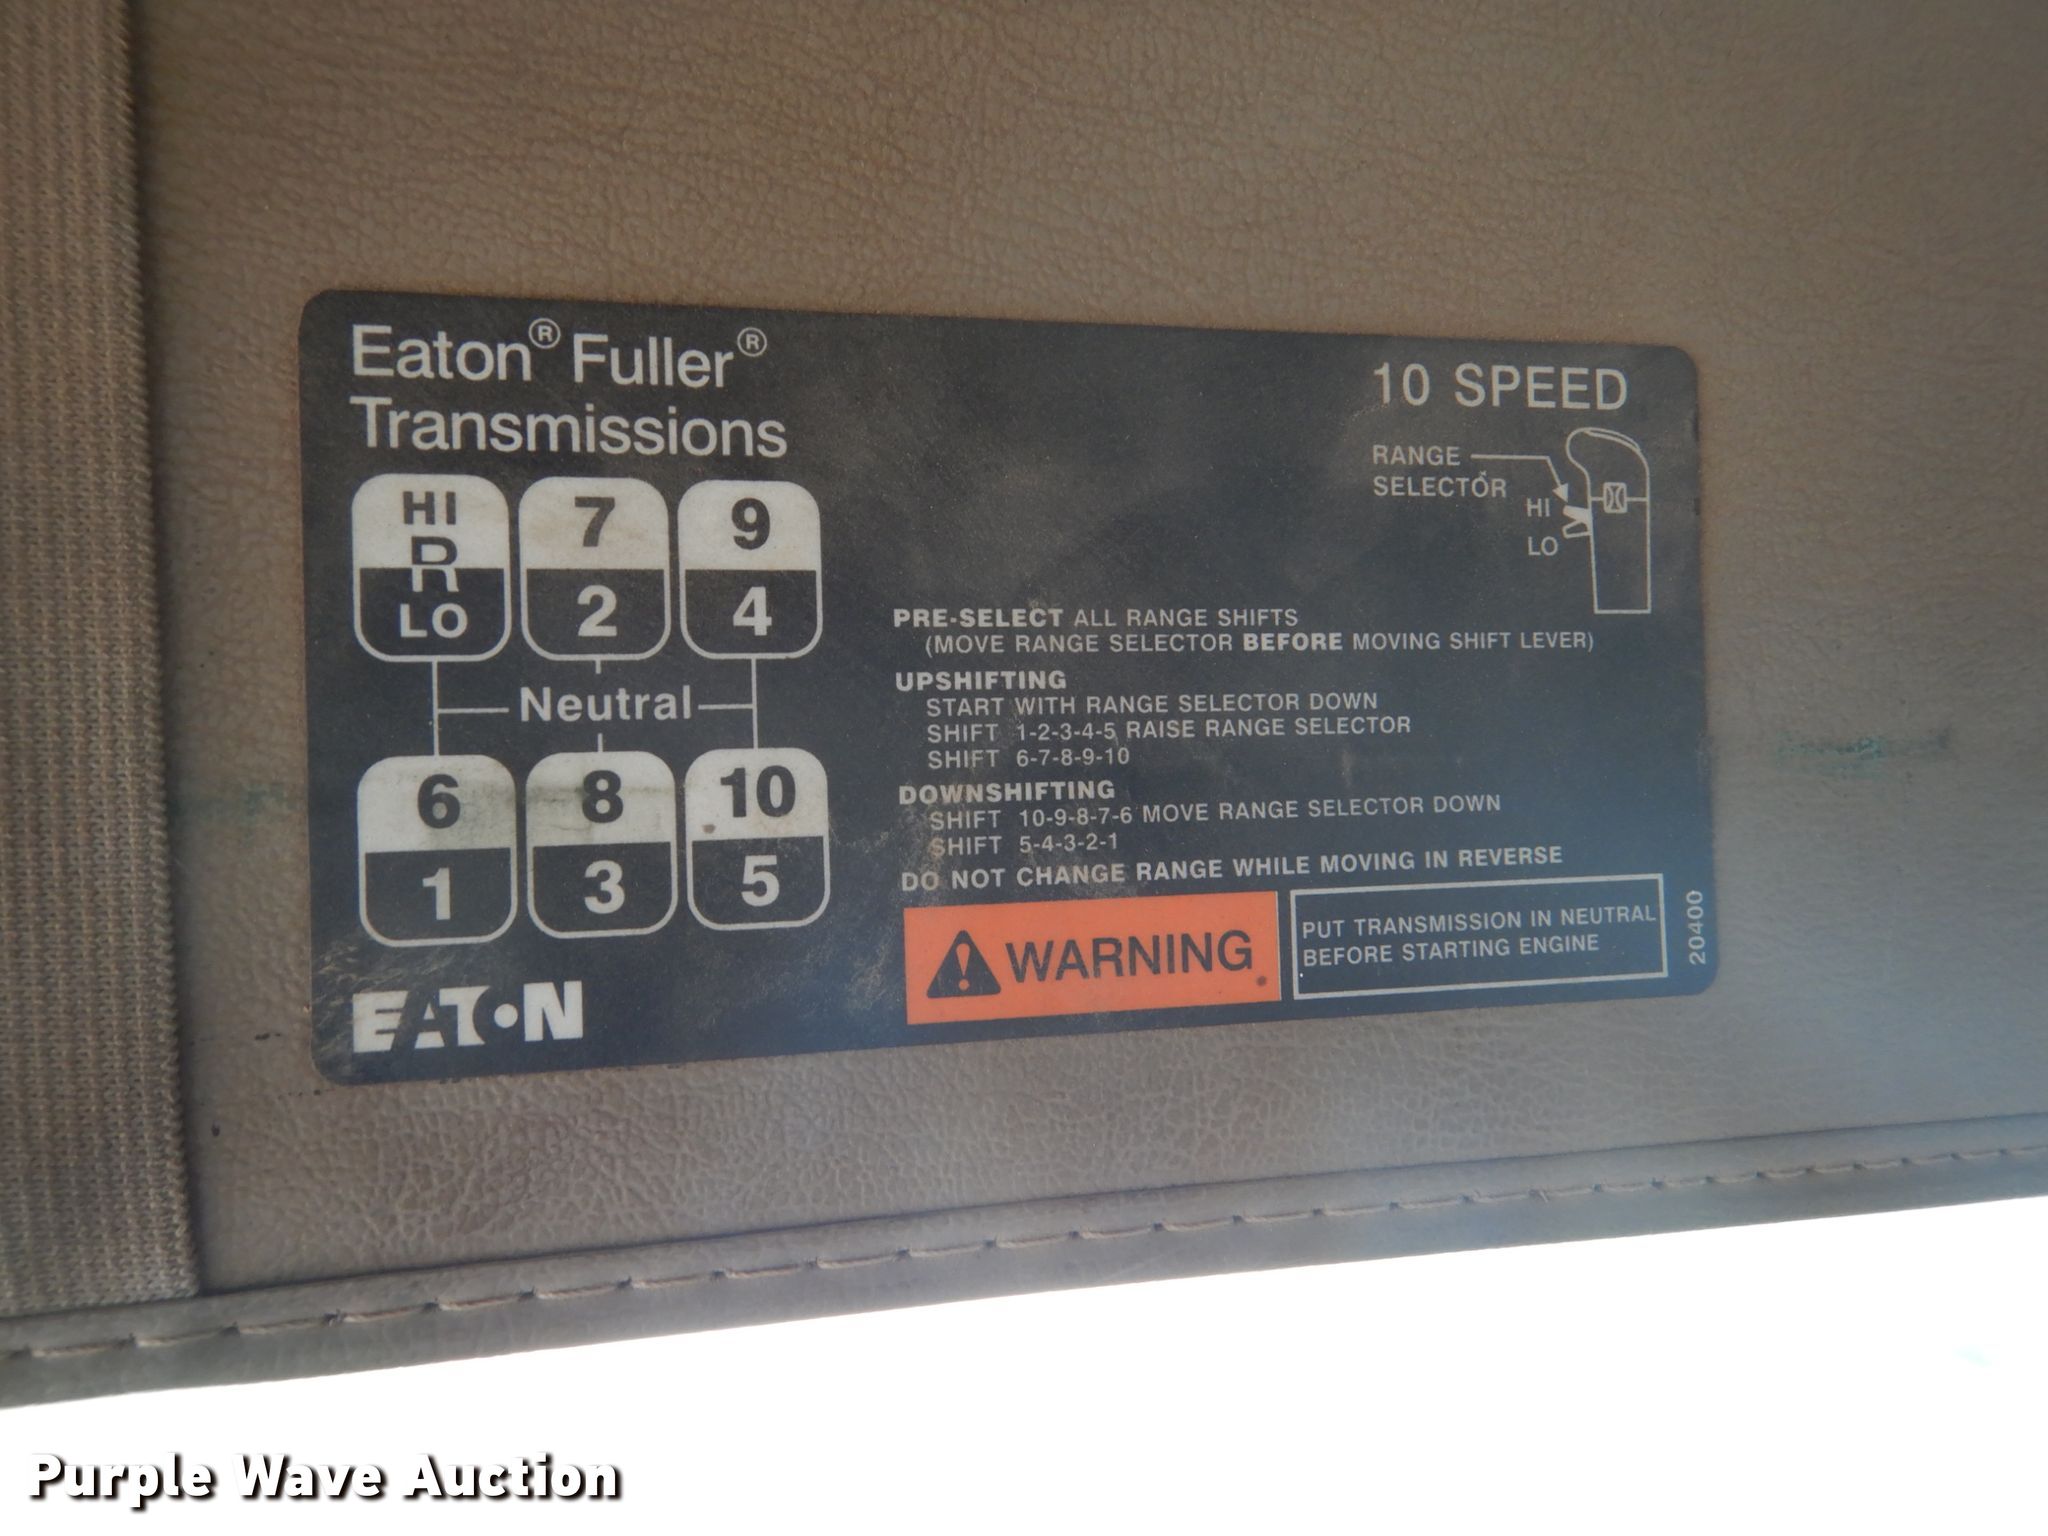 Eaton® Fuller®
Transmissions
HI
R
LO
7
2
9
4
Neutral
6
1
8
3
10
5
EATON
10 SPEED
RANGE
SELECTOR
HI
LO
PRE-SELECT ALL RANGE SHIFTS
(MOVE RANGE SELECTOR BEFORE MOVING SHIFT LEVER)
UPSHIFTING
START WITH RANGE SELECTOR DOWN
SHIFT 1-2-3-4-5 RAISE RANGE SELECTOR
SHIFT 6-7-8-9-10
DOWNSHIFTING
SHIFT 10-9-8-7-6 MOVE RANGE SELECTOR DOWN
SHIFT 5-4-3-2-1
DO NOT CHANGE RANGE WHILE MOVING IN REVERSE
WARNING
PUT TRANSMISSION IN NEUTRAL
BEFORE STARTING ENGINE
20400
Purple Wave Auction